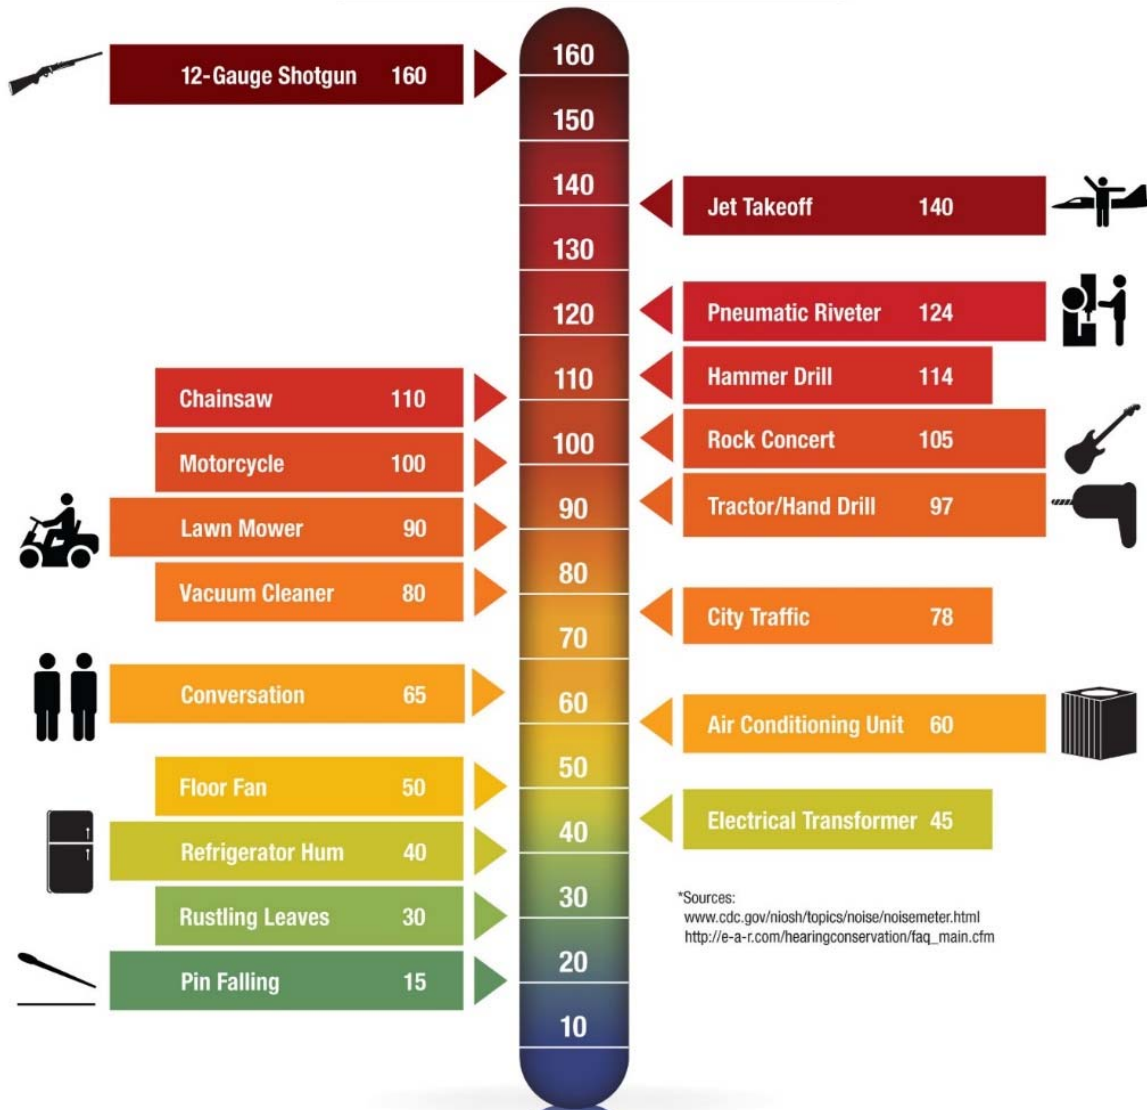 12-Gauge Shotgun 160
Chainsaw 110
Motorcycle 100
Lawn Mower 90
Vacuum Cleaner 80
Conversation 65
Floor Fan 50
Refrigerator Hum 40
Rustling Leaves 30
Pin Falling 15
160
150
140
130
120
110
100
90
80
70
60
50
40
30
20
10
Jet Takeoff 140
Pneumatic Riveter 124
Hammer Drill 114
Rock Concert 105
Tractor/Hand Drill 97
City Traffic 78
Air Conditioning Unit 60
Electrical Transformer 45
*Sources:
www.cdc.gov/niosh/topics/noise/noisemeter.html
http://e-a-r.com/hearingconservation/faq_main.cfm